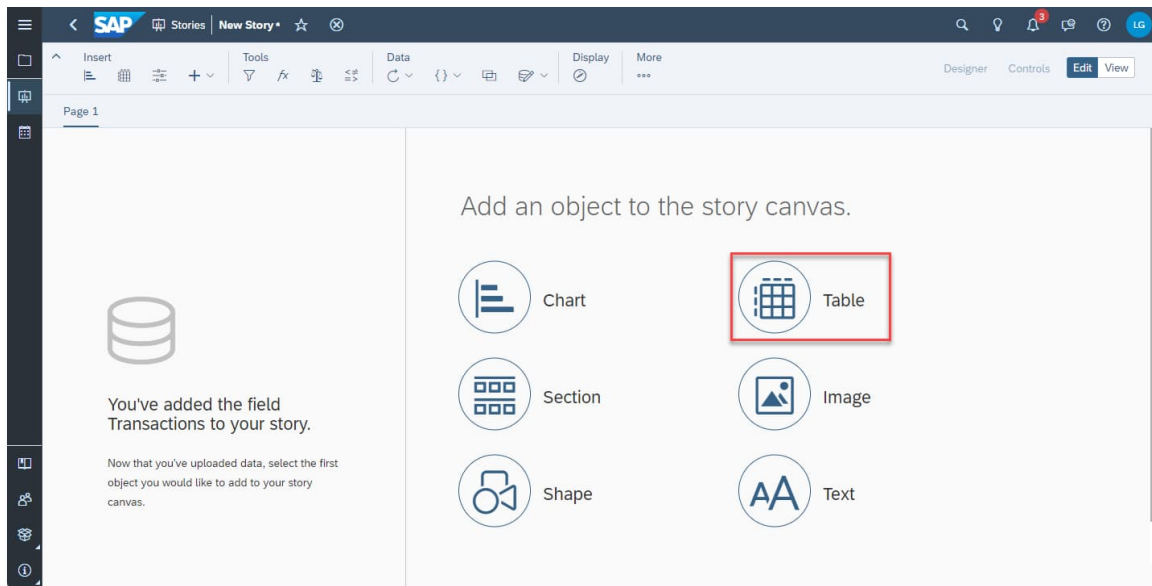 SAP Stories New Story* 3 LG
Insert Tools Data Display More
fx {}
Designer Controls Edit View
Page 1
Add an object to the story canvas.
Chart Table
Section Image
You've added the field
Transactions to your story.
Now that you've uploaded data, select the first
object you would like to add to your story
canvas.
Shape AA Text